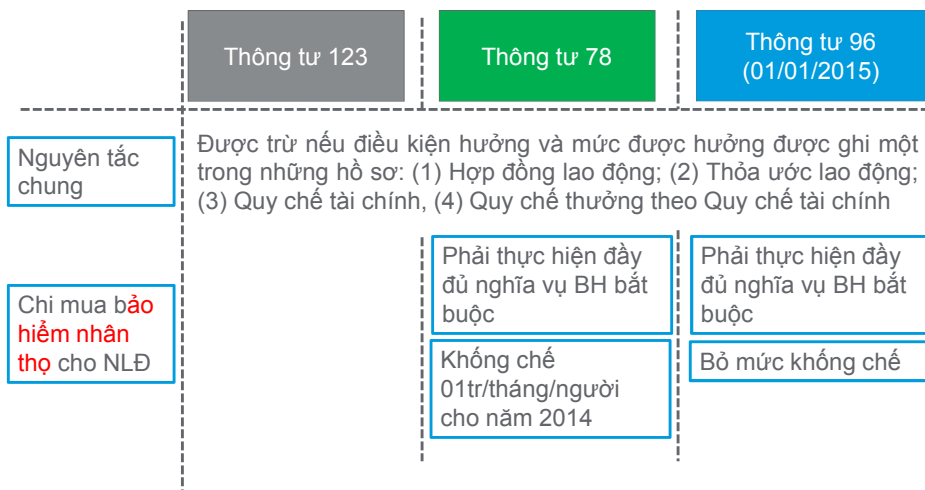 Thông tư 123
Thông tư 78
Thông tư 96
(01/01/2015)
Nguyên tắc
chung
Được trừ nếu điều kiện hưởng và mức được hưởng được ghi một
trong những hồ sơ: (1) Hợp đồng lao động; (2) Thỏa ước lao động;
(3) Quy chế tài chính, (4) Quy chế thưởng theo Quy chế tài chính
Chi mua bảo
hiểm nhân
thọ cho NLĐ
Phải thực hiện đầy
đủ nghĩa vụ BH bắt
buộc
Khống chế
01tr/tháng/người
cho năm 2014
Phải thực hiện đầy
đủ nghĩa vụ BH bắt
buộc
Bỏ mức khống chế